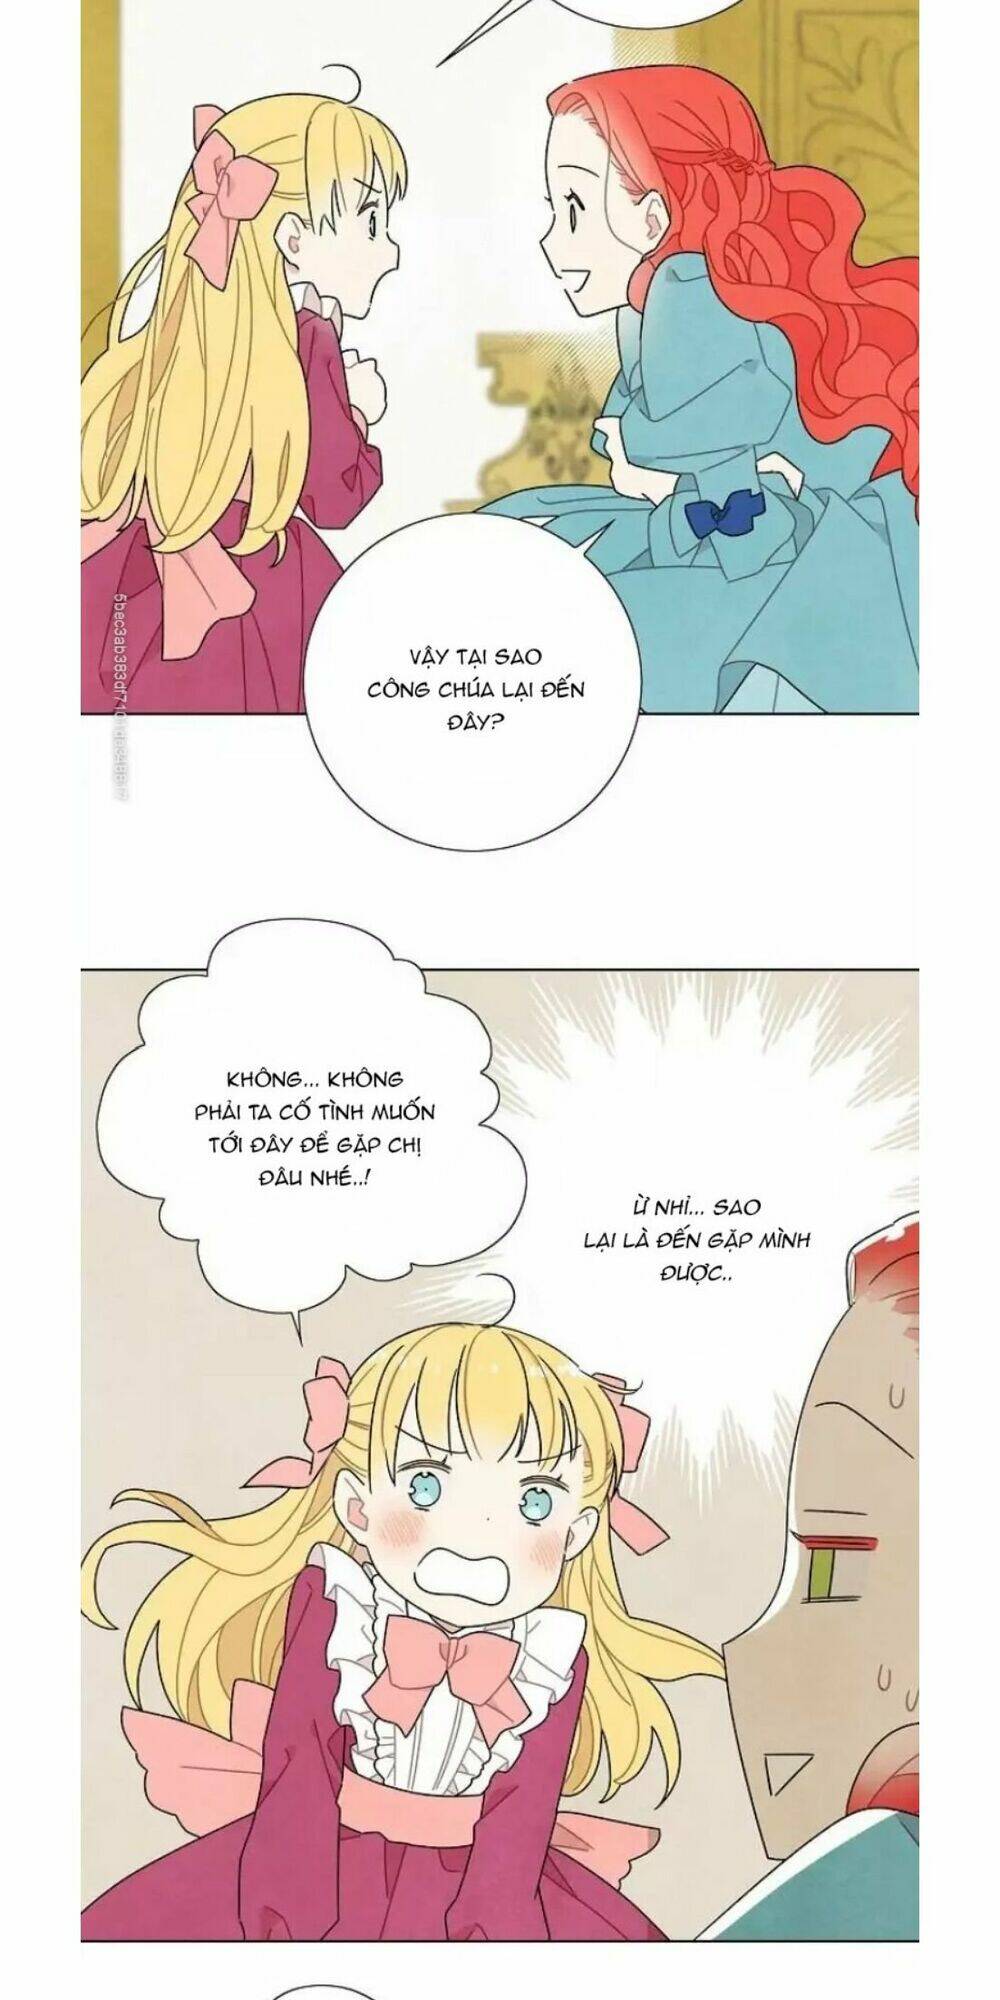 VẬY TẠI SAO
CÔNG CHÚA LẠI ĐẾN
ĐÂY?
KHÔNG... KHÔNG
PHẢI TA CỐ TÌNH MUỐN
TỚI ĐÂY ĐỂ GẶP CHỊ
ĐÂU NHÉ..!
Ừ NHỈ... SAO
LẠI LÀ ĐẾN GẶP MÌNH
ĐƯỢC..